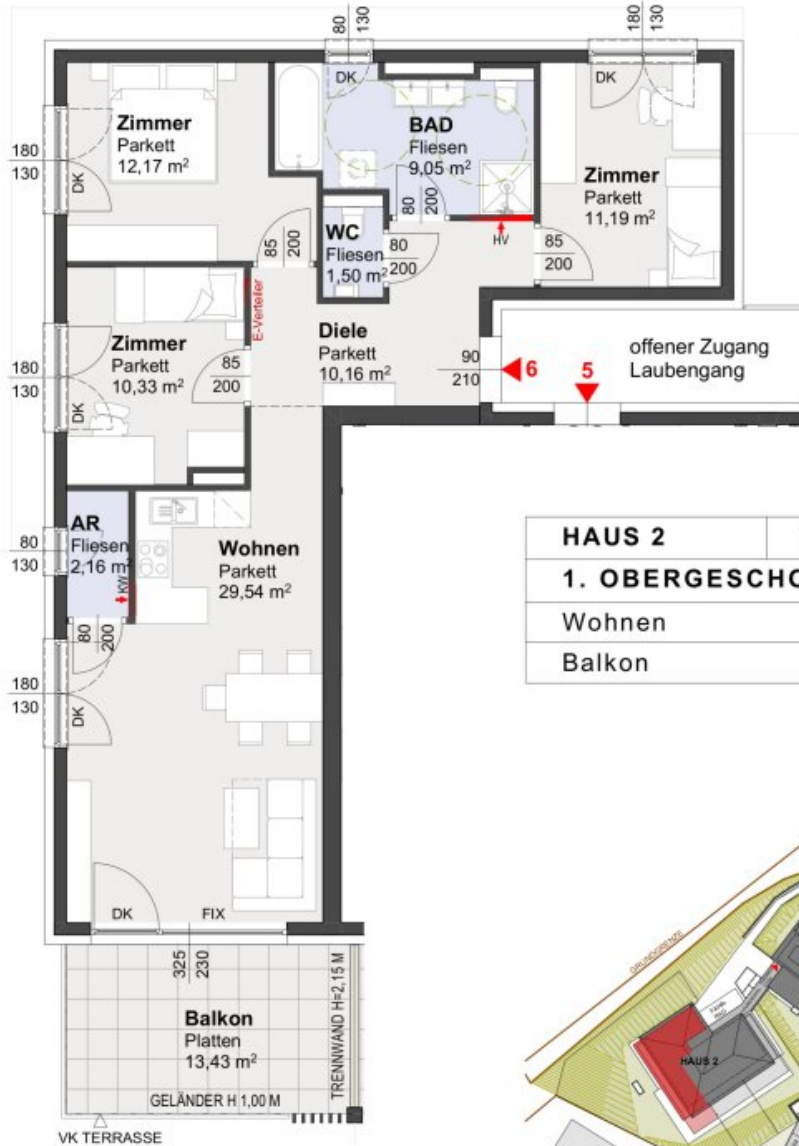 80
130
180
130
DK
DK
Zimmer
Parkett
12,17 m²
180
130
DK
BAD
Fliesen
9,05 m²
Zimmer
Parkett
11,19 m²
80
200
WC
Fliesen
1,50 m²
HV
85
200
80
200
85
200
E-Verteiler
Zimmer
Parkett
10,33 m²
180
130
DK
85
200
Diele
Parkett
10,16 m²
90
210
6
5
offener Zugang
Laubengang
AR
Fliesen
2,16 m²
80
130
KW
80
200
Wohnen
Parkett
29,54 m²
HAUS 2
1. OBERGESCHO
Wohnen
Balkon
180
130
DK
DK
FIX
325
230
Balkon
Platten
13,43 m²
TRENNWAND H=2,15 M
GELÄNDER H 1,00 M
VK TERRASSE
GRUNDGRENZE
HAUS 2